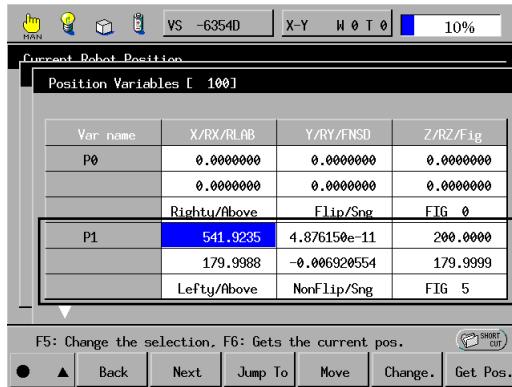 MAN VS -6354D X-Y W 0 T 0 10%
Current Robot Position
Position Variables [ 100]
Var name X/RX/RLAB Y/RY/FNSD Z/RZ/Fig
P0 0.0000000 0.0000000 0.0000000
0.0000000 0.0000000 0.0000000
Righty/Above Flip/Sng FIG 0
P1 541.9235 4.876150e-11 200.0000
179.9988 -0.006920554 179.9999
Lefty/Above NonFlip/Sng FIG 5
F5: Change the selection, F6: Gets the current pos. SHORT CUT
Back Next Jump To Move Change. Get Pos.